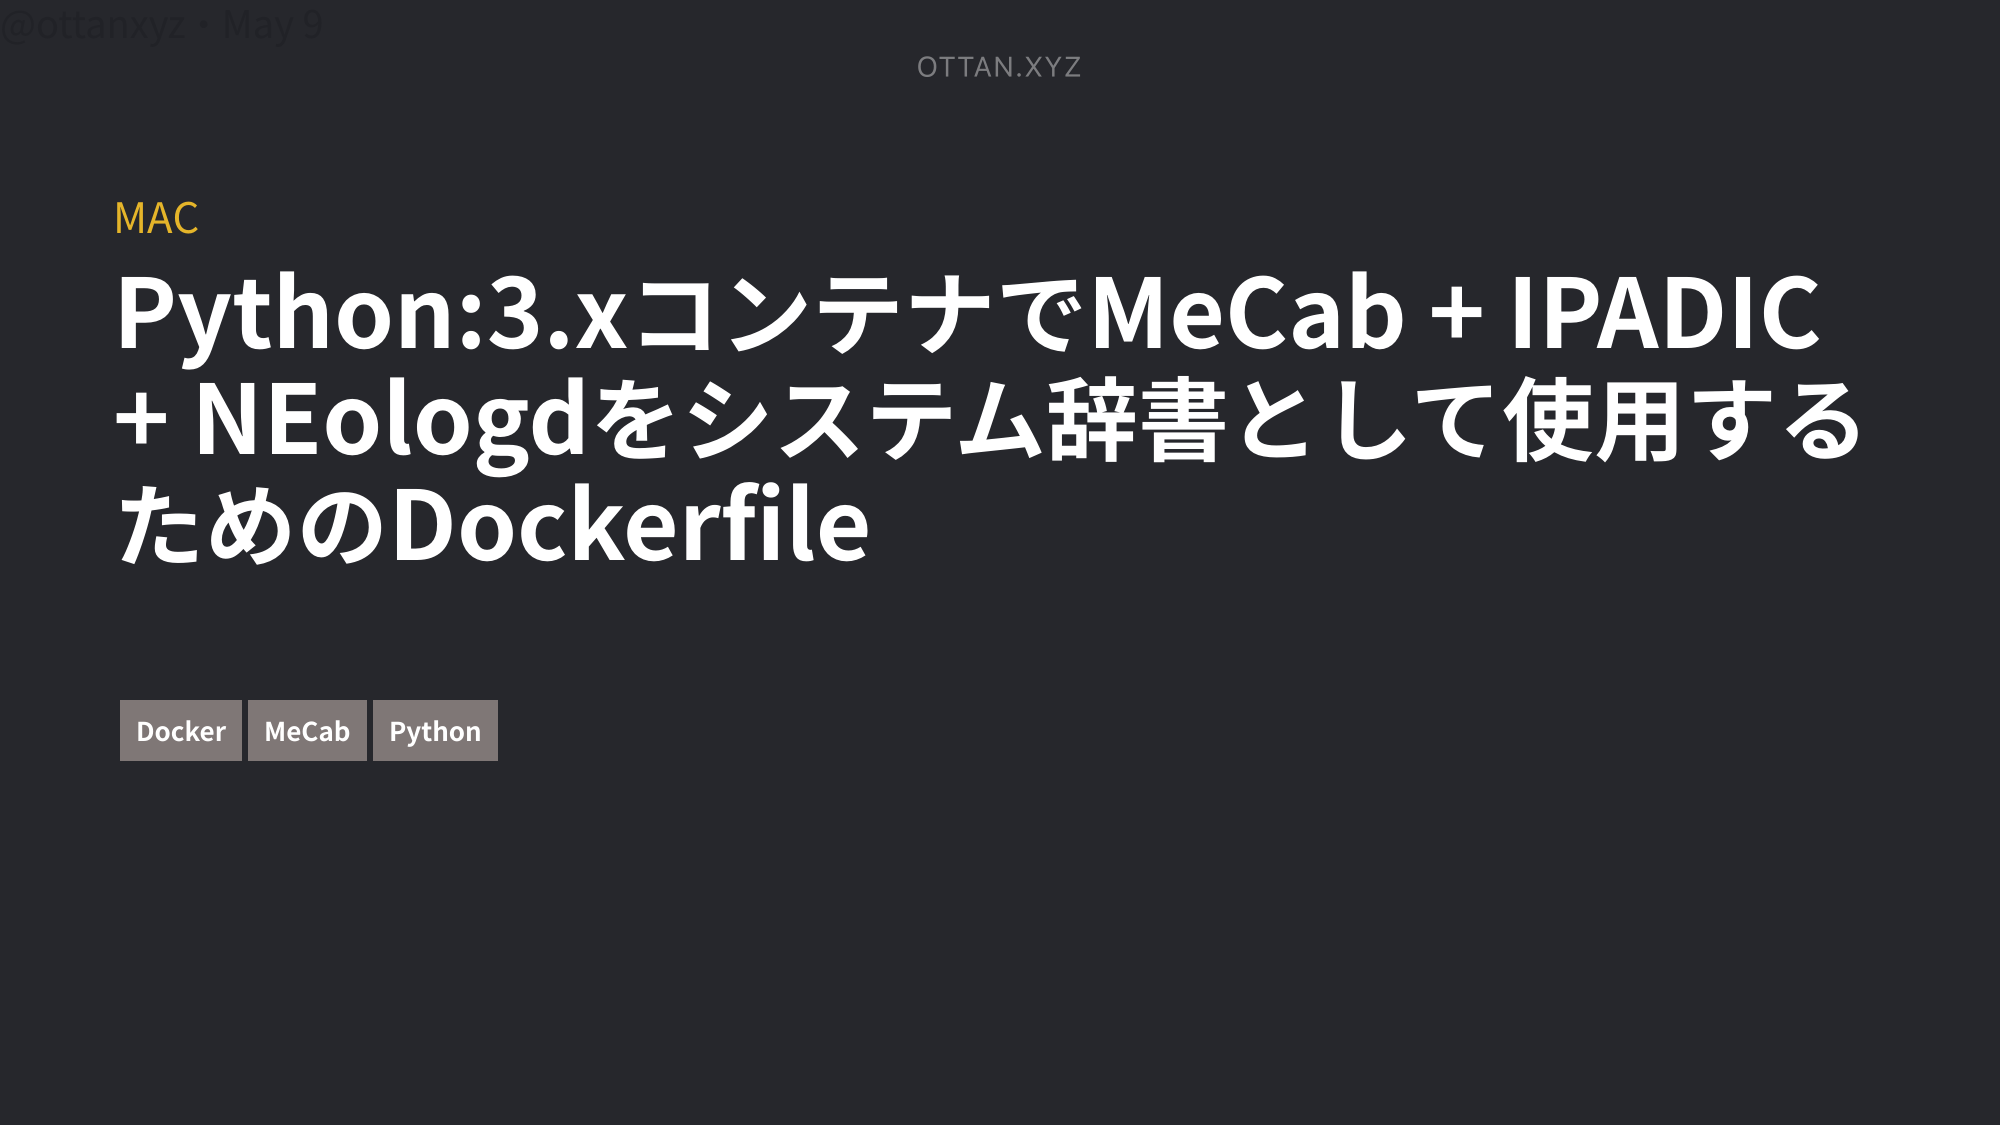 @ottanxyz・May 9
OTTAN.XYZ
MAC
Python:3.xコンテナでMeCab + IPADIC
+ NEologdをシステム辞書として使用する
ためのDockerfile
Docker MeCab Python